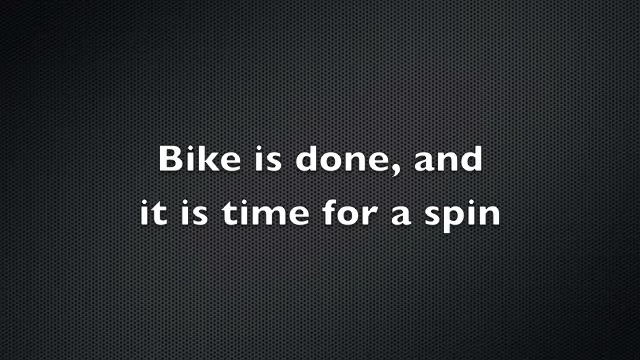 Bike is done, and
it is time for a spin